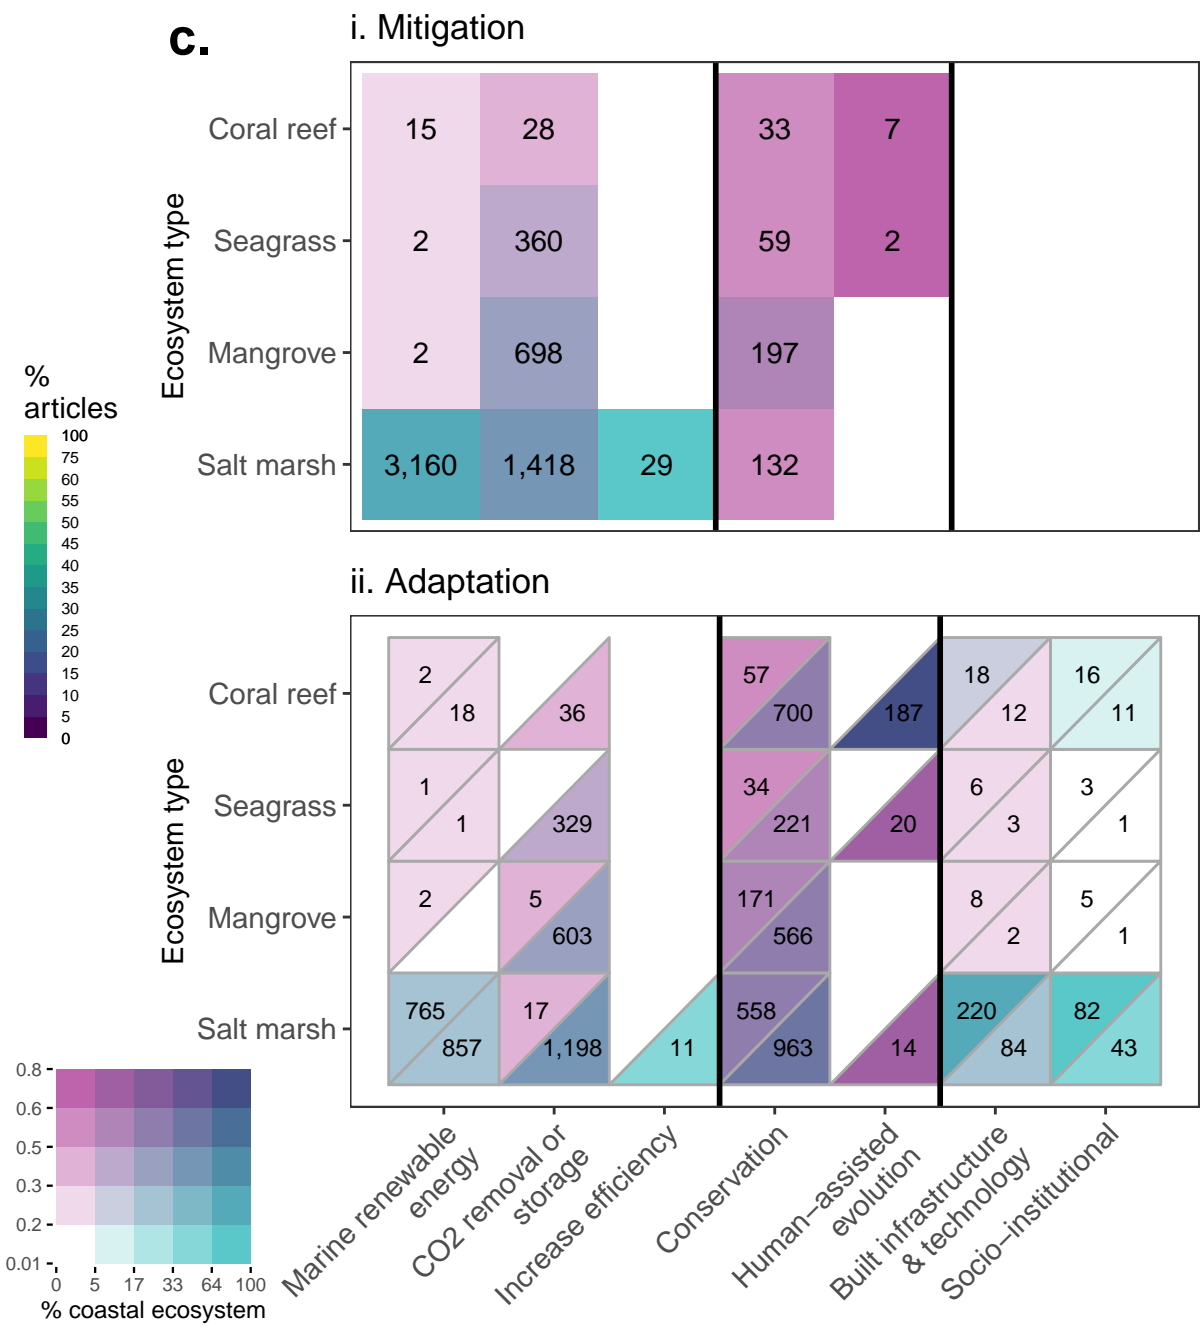 c.
i. Mitigation
Ecosystem type
Coral reef 15 28 33 7
Seagrass 2 360 59 2
Mangrove 2 698 197
Salt marsh 3,160 1,418 29 132
%
articles
100
75
60
55
50
45
40
35
30
25
20
15
10
5
0
ii. Adaptation
Ecosystem type
Coral reef
2 57 18 16
18 36 700 187 12 11
Seagrass
1 34 6 3
1 329 221 20 3 1
Mangrove
2 5 171 8 5
603 566 2 1
Salt marsh
765 17 558 220 82
857 1,198 11 963 14 84 43
Marine renewable
energy
CO2 removal or
storage
Increase efficiency
Conservation
Human−assisted
evolution
Built infrastructure
& technology
Socio−institutional
0.8
0.6
0.5
0.3
0.2
0.01
0 5 17 33 64 100
% coastal ecosystem